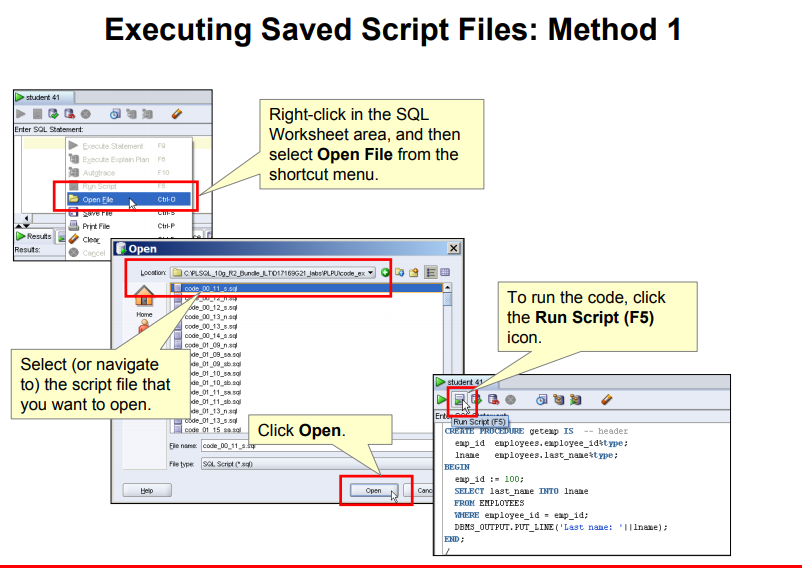 Executing Saved Script Files: Method 1
student 41
Enter SQL Statement:
Execute Statement F9
Execute Explain Plan F6
Autotrace F10
Run Script F5
Open File Ctrl-O
Save File Ctrl-S
Print File Ctrl-P
Clear
Cancel
Results
Results:
Right-click in the SQL
Worksheet area, and then
select Open File from the
shortcut menu.
Open
Location: C:\PLSQL_10g_R2_Bundle_ILT\D17169G21_labs\PLPU\code_ex
Home
code_00_11_s.sql
code_00_12_n.sql
code_00_12_s.sql
code_00_13_n.sql
code_00_13_s.sql
code_00_14_s.sql
code_01_09_n.sql
code_01_09_sa.sql
code_01_09_sb.sql
code_01_10_sa.sql
code_01_10_sb.sql
code_01_11_sa.sql
code_01_11_sb.sql
code_01_13_n.sql
code_01_13_s.sql
code_01_15_sa.sql
File name: code_00_11_s.sql
File type: SQL Script (*.sql)
Help
Open
Canc
Select (or navigate
to) the script file that
you want to open.
Click Open.
To run the code, click
the Run Script (F5)
icon.
student 41
Run Script (F5)
CREATE PROCEDURE getemp IS -- header
emp_id employees.employee_id%type;
lname employees.last_name%type;
BEGIN
emp_id := 100;
SELECT last_name INTO lname
FROM EMPLOYEES
WHERE employee_id = emp_id;
DBMS_OUTPUT.PUT_LINE('Last name: '||lname);
END;
/